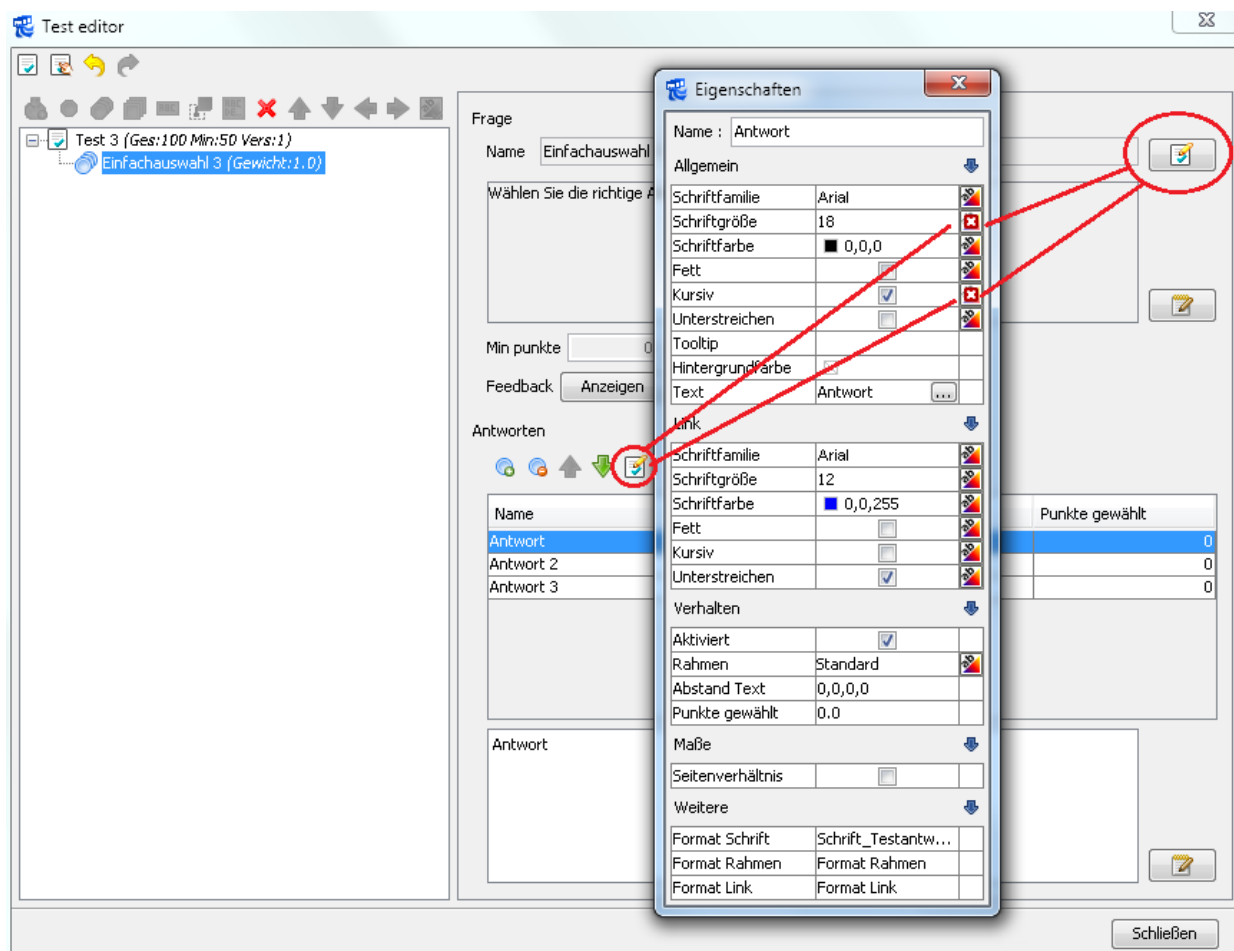 Test editor
Test 3 (Ges:100 Min:50 Vers:1)
Einfachauswahl 3 (Gewicht:1.0)
Frage
Name Einfachauswahl
Wählen Sie die richtige
Min punkte 0
Feedback Anzeigen
Antworten
Name Punkte gewählt
Antwort 0
Antwort 2 0
Antwort 3 0
Antwort
Eigenschaften
Name : Antwort
Allgemein
Schriftfamilie Arial
Schriftgröße 18
Schriftfarbe 0,0,0
Fett
Kursiv
Unterstreichen
Tooltip
Hintergrundfarbe
Text Antwort ...
Link
Schriftfamilie Arial
Schriftgröße 12
Schriftfarbe 0,0,255
Fett
Kursiv
Unterstreichen
Verhalten
Aktiviert
Rahmen Standard
Abstand Text 0,0,0,0
Punkte gewählt 0.0
Maße
Seitenverhältnis
Weitere
Format Schrift Schrift_Testantw...
Format Rahmen Format Rahmen
Format Link Format Link
Schließen